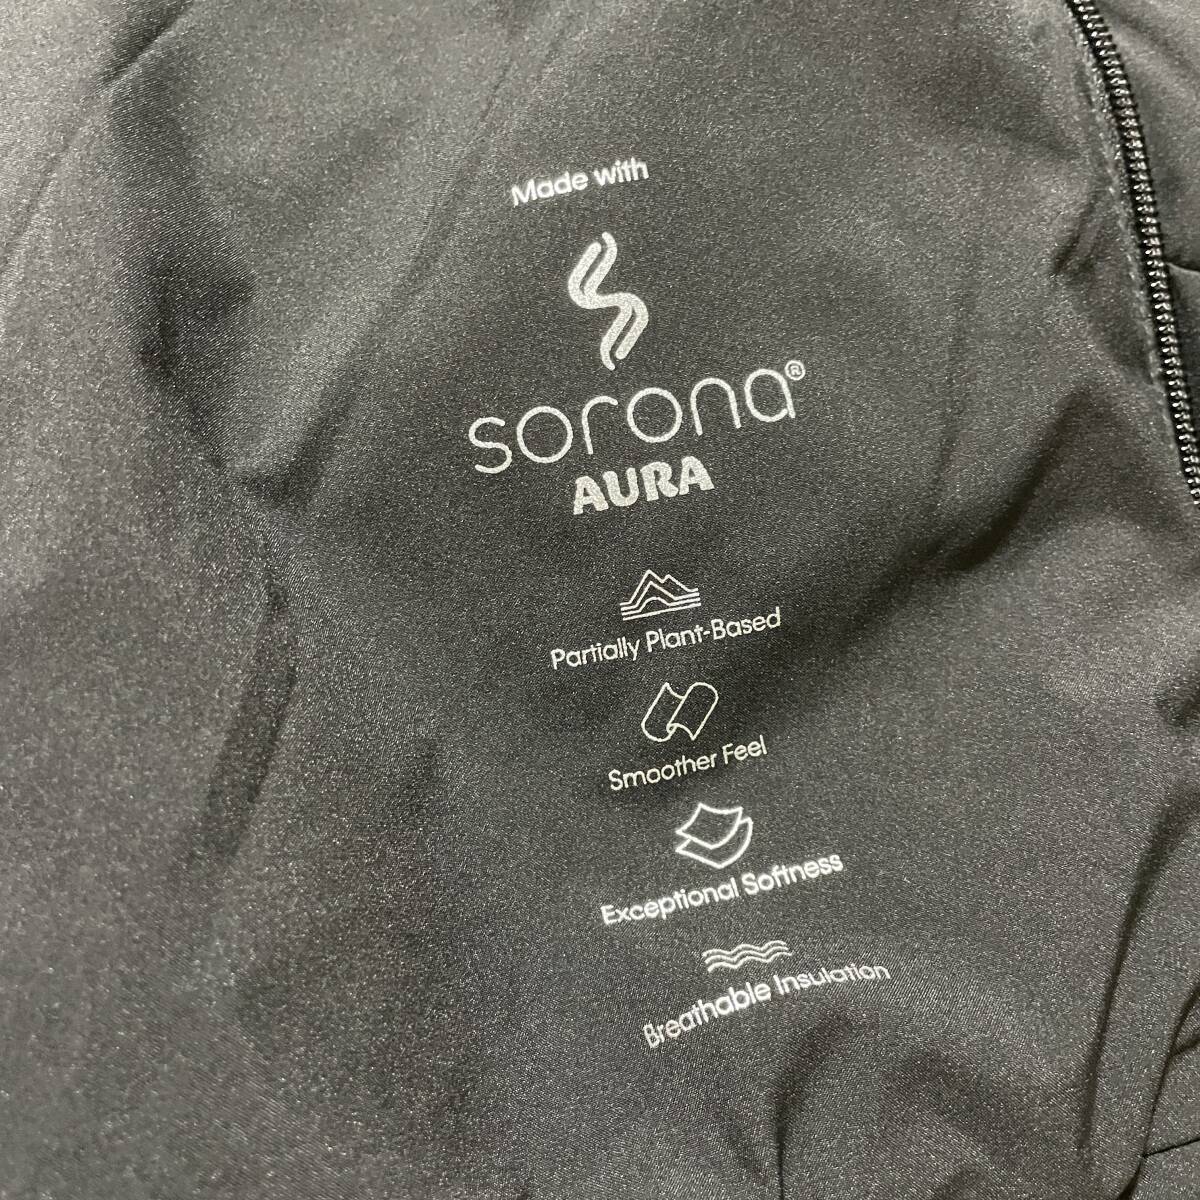 Made with
sorona®
AURA
Partially Plant-Based
Smoother Feel
Exceptional Softness
Breathable Insulation